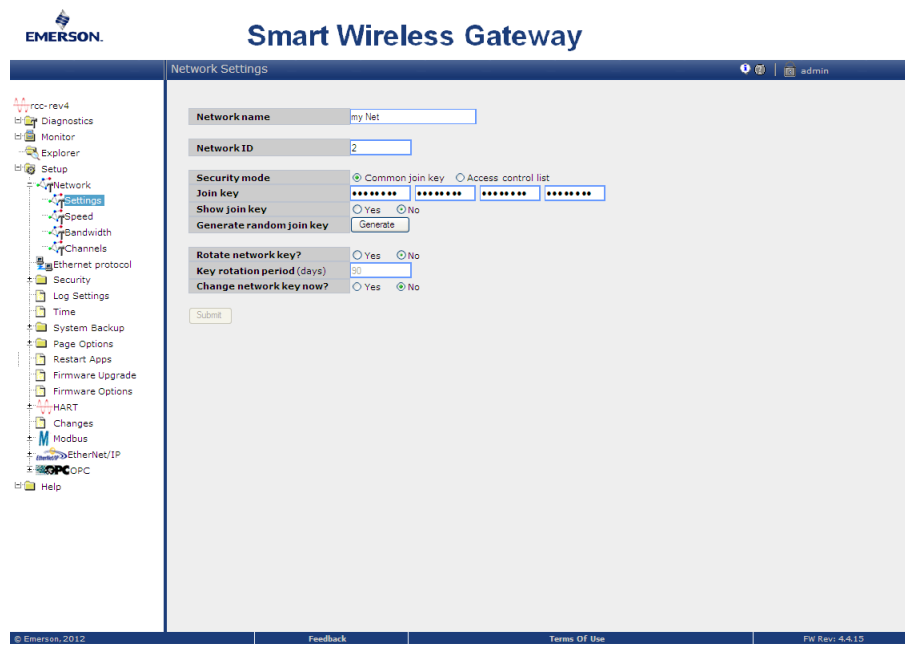 EMERSON.
Smart Wireless Gateway
Network Settings
admin
rcc-rev4
Diagnostics
Monitor
Explorer
Setup
Network
Settings
Speed
Bandwidth
Channels
Ethernet protocol
Security
Log Settings
Time
System Backup
Page Options
Restart Apps
Firmware Upgrade
Firmware Options
HART
Changes
Modbus
EtherNet/IP
OPC OPC
Help
Network name my Net
Network ID 2
Security mode Common join key Access control list
Join key •••••••• •••••••• •••••••• ••••••••
Show join key Yes No
Generate random join key Generate
Rotate network key? Yes No
Key rotation period (days) 90
Change network key now? Yes No
Submit
© Emerson, 2012 Feedback Terms Of Use FW Rev: 4.4.15